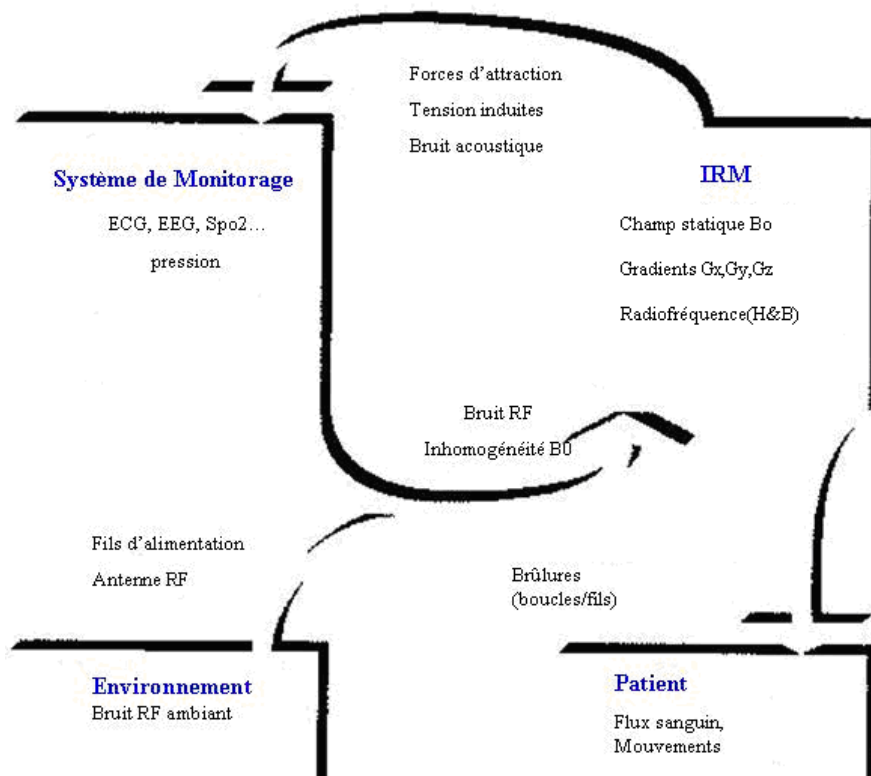 Forces d'attraction
Tension induites
Bruit acoustique
Système de Monitorage
ECG, EEG, Spo2...
pression
IRM
Champ statique Bo
Gradients Gx,Gy,Gz
Radiofréquence(H&B)
Bruit RF
Inhomogénéité B0
Fils d'alimentation
Antenne RF
Brûlures
(boucles/fils)
Environnement
Bruit RF ambiant
Patient
Flux sanguin,
Mouvements